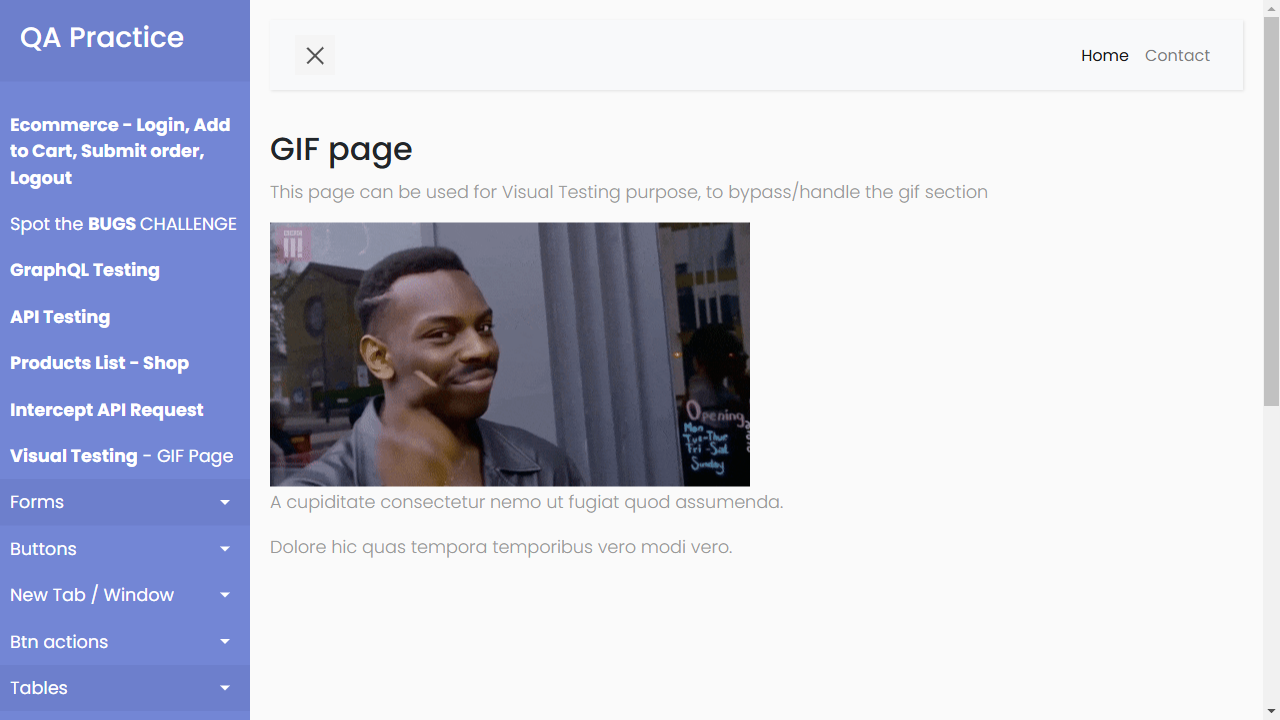 QA Practice
Ecommerce - Login, Add
to Cart, Submit order,
Logout
Spot the BUGS CHALLENGE
GraphQL Testing
API Testing
Products List - Shop
Intercept API Request
Visual Testing - GIF Page
Forms
Buttons
New Tab / Window
Btn actions
Tables
Home
Contact
GIF page
This page can be used for Visual Testing purpose, to bypass/handle the gif section
Opening
Mon
Tue-Thue
Fri -Sat
Sunday
A cupiditate consectetur nemo ut fugiat quod assumenda.
Dolore hic quas tempora temporibus vero modi vero.